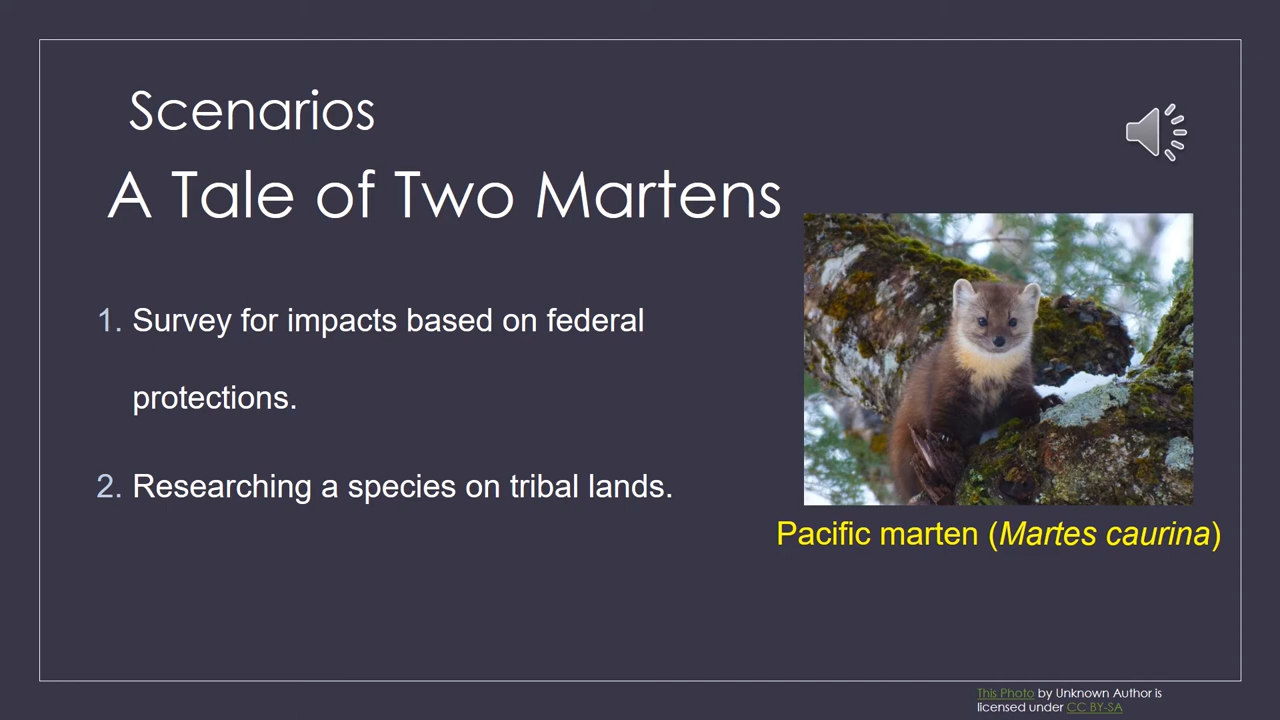 Scenarios
A Tale of Two Martens
1. Survey for impacts based on federal
protections.
2. Researching a species on tribal lands.
Pacific marten (Martes caurina)
This Photo by Unknown Author is
licensed under CC BY-SA